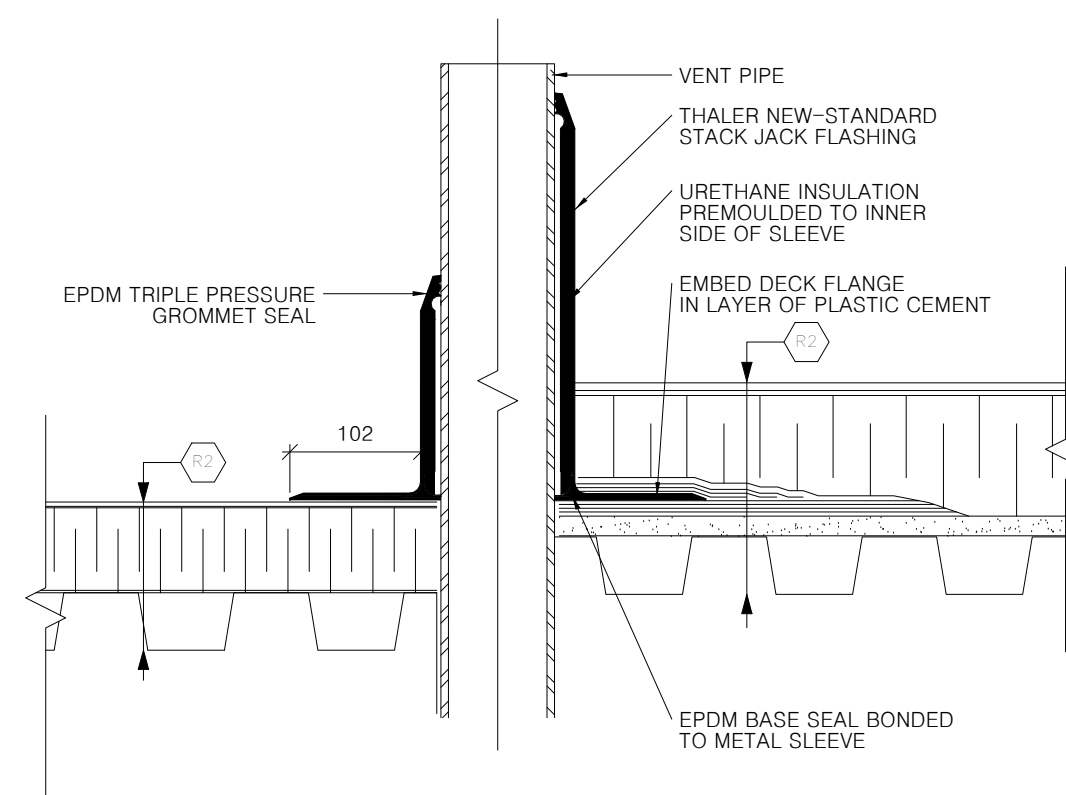 VENT PIPE
THALER NEW-STANDARD
STACK JACK FLASHING
URETHANE INSULATION
PREMOULDED TO INNER
SIDE OF SLEEVE
EPDM TRIPLE PRESSURE
GROMMET SEAL
EMBED DECK FLANGE
IN LAYER OF PLASTIC CEMENT
R2
102
R2
EPDM BASE SEAL BONDED
TO METAL SLEEVE